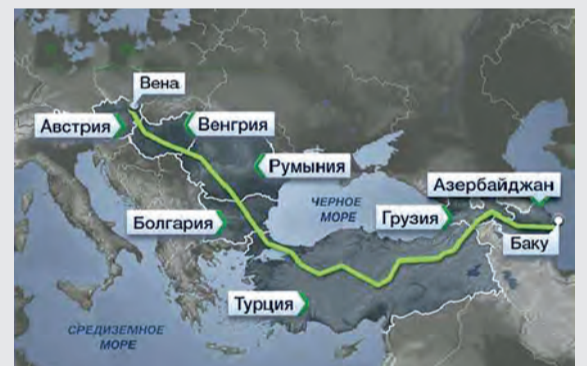 Вена
Австрия
Венгрия
Румыния
Азербайджан
ЧЕРНОЕ
МОРЕ
Грузия
Болгария
Баку
Турция
СРЕДИЗЕМНОЕ
МОРЕ